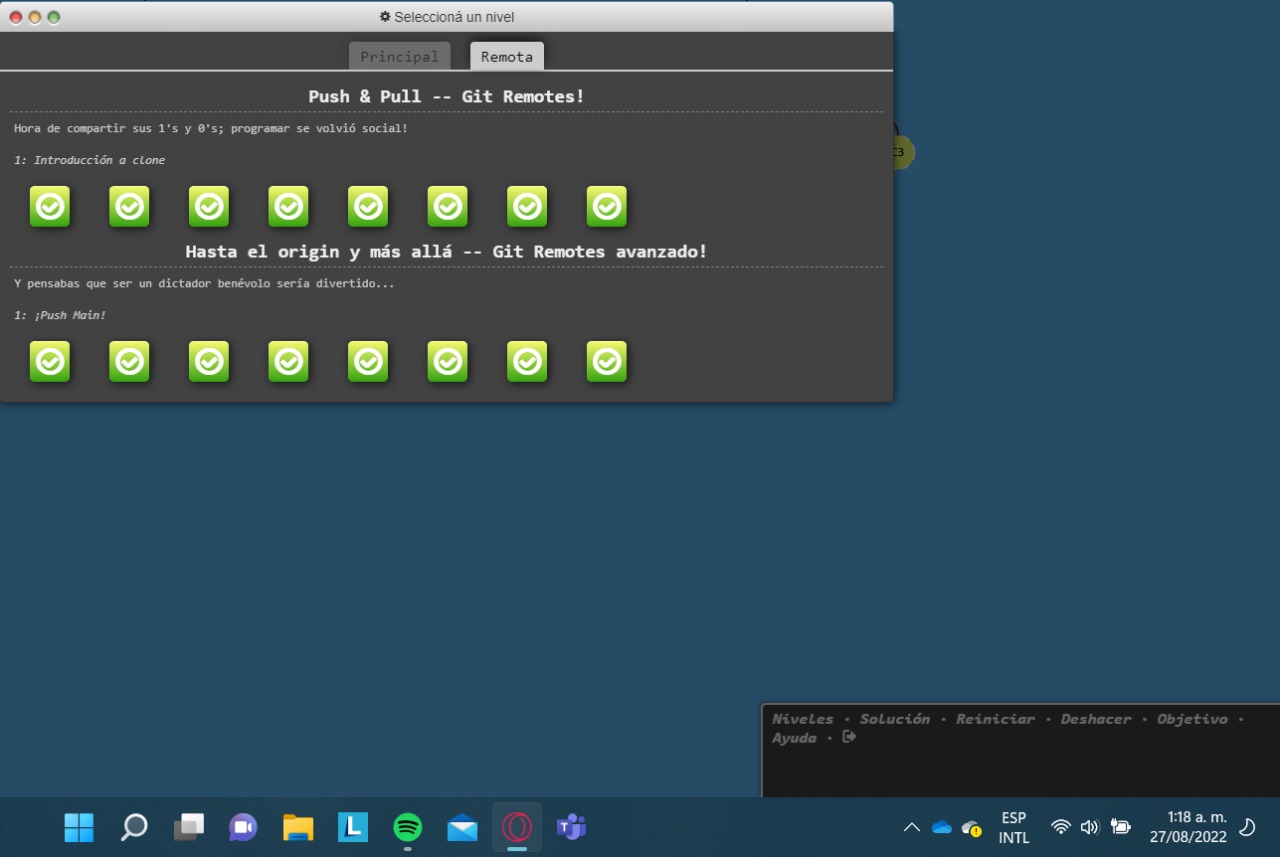 Seleccioná un nivel
Principal Remota
Push & Pull -- Git Remotes!
Hora de compartir sus 1's y 0's; programar se volvió social!
1: Introducción a clone
C3
Hasta el origin y más allá -- Git Remotes avanzado!
Y pensabas que ser un dictador benévolo sería divertido...
1: ¡Push Main!
Niveles · Solución · Reiniciar · Deshacer · Objetivo ·
Ayuda ·
ESP
INTL
1:18 a. m.
27/08/2022